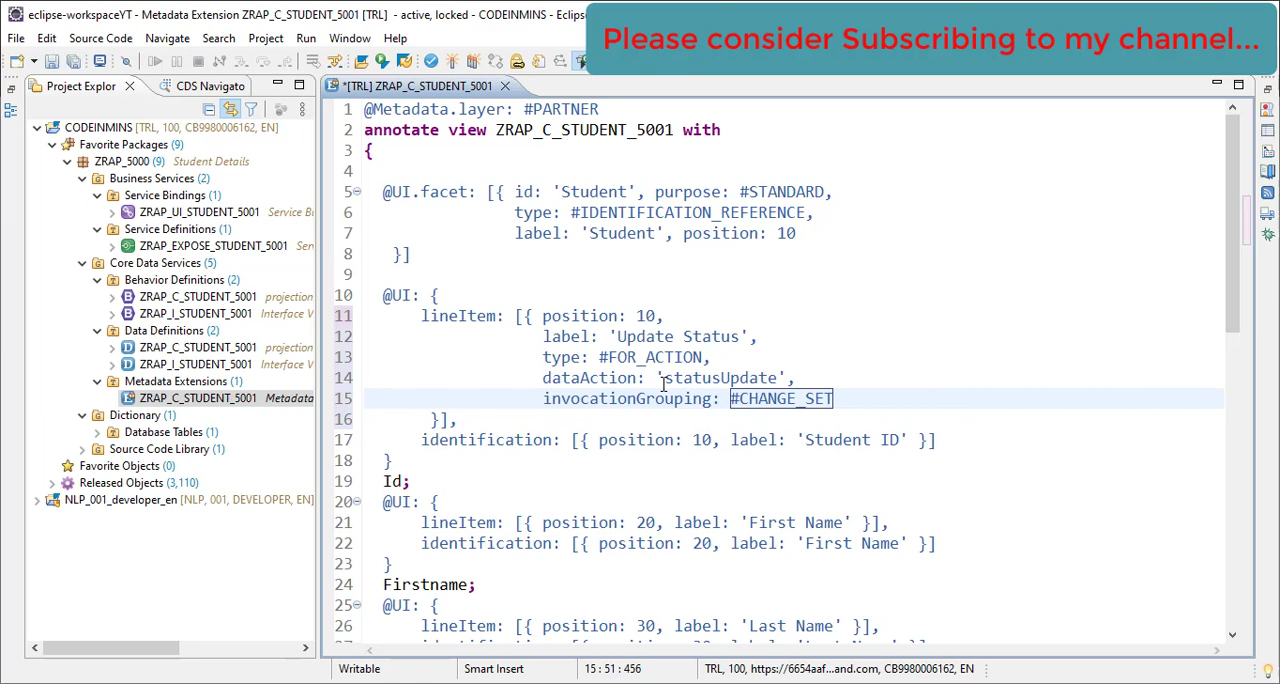 eclipse-workspaceYT - Metadata Extension ZRAP_C_STUDENT_5001 [TRL] - active, locked - CODEINMINS - Eclipse
Please consider Subscribing to my channel...
File Edit Source Code Navigate Search Project Run Window Help
Project Explor CDS Navigato
*[TRL] ZRAP_C_STUDENT_5001
CODEINMINS [TRL, 100, CB9980006162, EN]
Favorite Packages (9)
ZRAP_5000 (9) Student Details
Business Services (2)
Service Bindings (1)
ZRAP_UI_STUDENT_5001 Service B
Service Definitions (1)
ZRAP_EXPOSE_STUDENT_5001 Ser
Core Data Services (5)
Behavior Definitions (2)
ZRAP_C_STUDENT_5001 projection
ZRAP_I_STUDENT_5001 Interface V
Data Definitions (2)
ZRAP_C_STUDENT_5001 projection
ZRAP_I_STUDENT_5001 Interface V
Metadata Extensions (1)
ZRAP_C_STUDENT_5001 Metadata
Dictionary (1)
Database Tables (1)
Source Code Library (1)
Favorite Objects (0)
Released Objects (3,110)
NLP_001_developer_en [NLP, 001, DEVELOPER, EN]
1 @Metadata.layer: #PARTNER
2 annotate view ZRAP_C_STUDENT_5001 with
3 {
4
5 @UI.facet: [{ id: 'Student', purpose: #STANDARD,
6 type: #IDENTIFICATION_REFERENCE,
7 label: 'Student', position: 10
8 }]
9
10 @UI: {
11 lineItem: [{ position: 10,
12 label: 'Update Status',
13 type: #FOR_ACTION,
14 dataAction: 'statusUpdate',
15 invocationGrouping: #CHANGE_SET
16 }],
17 identification: [{ position: 10, label: 'Student ID' }]
18 }
19 Id;
20 @UI: {
21 lineItem: [{ position: 20, label: 'First Name' }],
22 identification: [{ position: 20, label: 'First Name' }]
23 }
24 Firstname;
25 @UI: {
26 lineItem: [{ position: 30, label: 'Last Name' }],
Writable Smart Insert 15 : 51 : 456 TRL, 100, https://6654aaf...and.com, CB9980006162, EN